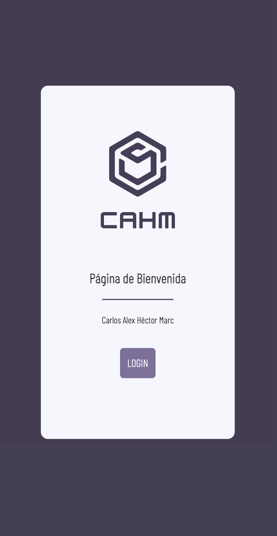 CAHM
Página de Bienvenida
Carlos Alex Héctor Marc
LOGIN